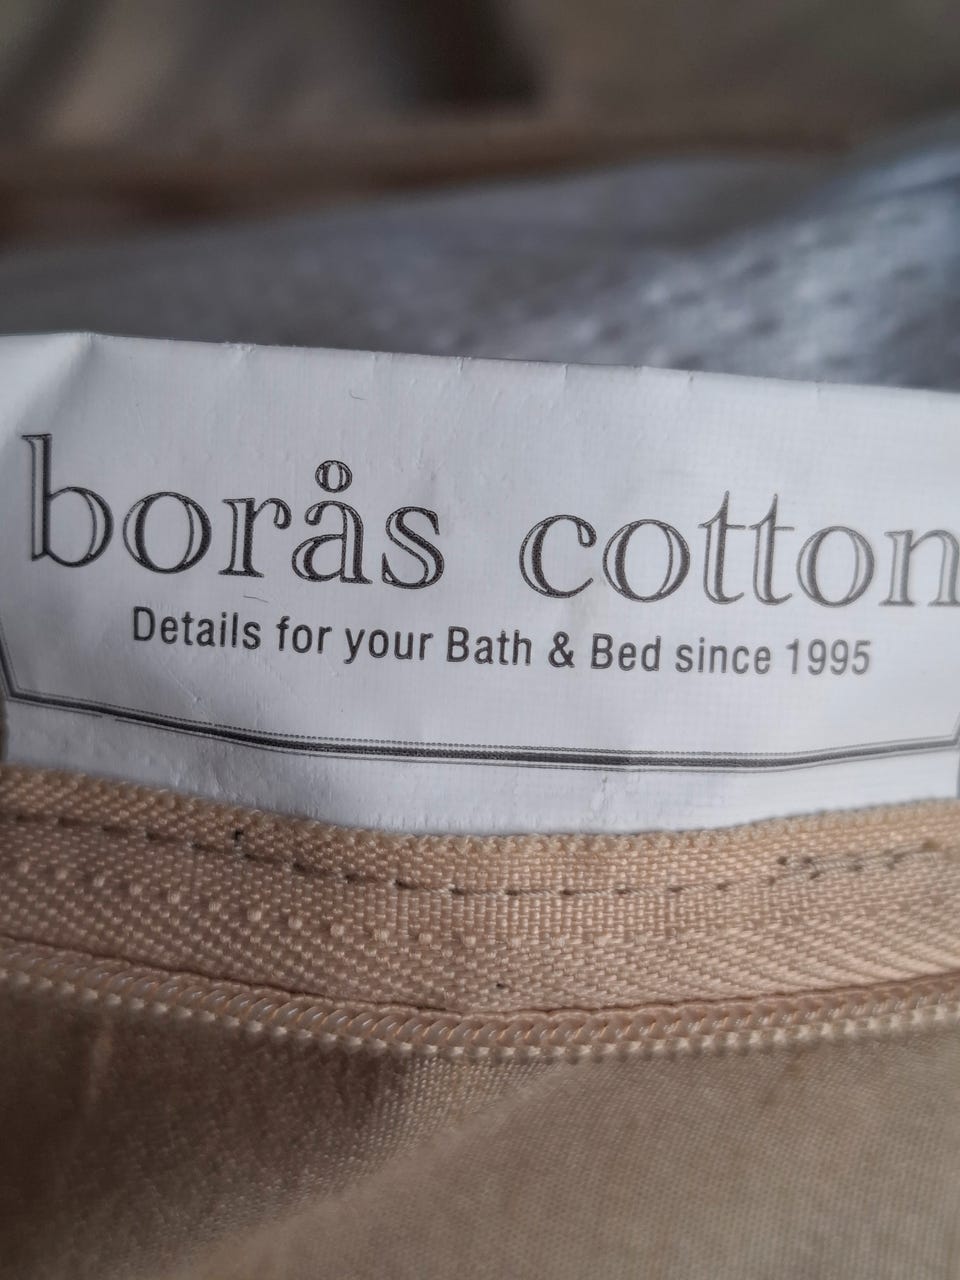 borås cotton
Details for your Bath & Bed since 1995